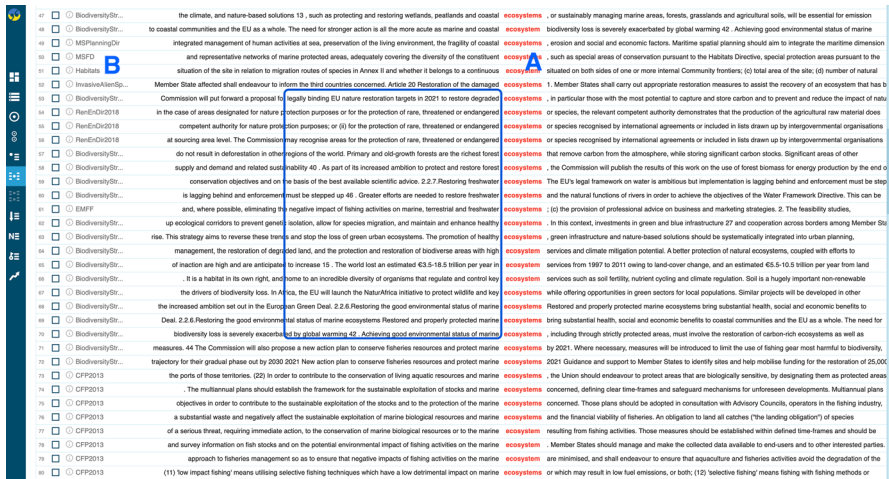 47 BiodiversityStr... the climate, and nature-based solutions 13 , such as protecting and restoring wetlands, peatlands and coastal ecosystems , or sustainably managing marine areas, forests, grasslands and agricultural soils, will be essential for emission
48 BiodiversityStr... to coastal communities and the EU as a whole. The need for stronger action is all the more acute as marine and coastal ecosystems biodiversity loss is severely exacerbated by global warming 42 . Achieving good environmental status of marine
49 MSPlanningDir integrated management of human activities at sea, preservation of the living environment, the fragility of coastal ecosystems , erosion and social and economic factors. Maritime spatial planning should aim to integrate the maritime dimension
50 MSFD and representative networks of marine protected areas, adequately covering the diversity of the constituent ecosystems , such as special areas of conservation pursuant to the Habitats Directive, special protection areas pursuant to the
51 Habitats situation of the site in relation to migration routes of species in Annex II and whether it belongs to a continuous ecosystem situated on both sides of one or more internal Community frontiers; (c) total area of the site; (d) number of natural
B
A
52 InvasiveAlienSp... Member State affected shall endeavour to inform the third countries concerned. Article 20 Restoration of the damaged ecosystems 1. Member States shall carry out appropriate restoration measures to assist the recovery of an ecosystem that has b
53 BiodiversityStr... Commission will put forward a proposal for legally binding EU nature restoration targets in 2021 to restore degraded ecosystems , in particular those with the most potential to capture and store carbon and to prevent and reduce the impact of natu
54 RenEnDir2018 in the case of areas designated for nature protection purposes or for the protection of rare, threatened or endangered ecosystems or species, the relevant competent authority demonstrates that the production of the agricultural raw material does
55 RenEnDir2018 competent authority for nature protection purposes; or (ii) for the protection of rare, threatened or endangered ecosystems or species recognised by international agreements or included in lists drawn up by intergovernmental organisations
56 RenEnDir2018 at sourcing area level. The Commission may recognise areas for the protection of rare, threatened or endangered ecosystems or species recognised by international agreements or included in lists drawn up by intergovernmental organisations
57 BiodiversityStr... do not result in deforestation in other regions of the world. Primary and old-growth forests are the richest forest ecosystems that remove carbon from the atmosphere, while storing significant carbon stocks. Significant areas of other
58 BiodiversityStr... supply and demand and related sustainability 40 . As part of its increased ambition to protect and restore forest ecosystems , the Commission will publish the results of this work on the use of forest biomass for energy production by the end o
59 BiodiversityStr... conservation objectives and on the basis of the best available scientific advice. 2.2.7.Restoring freshwater ecosystems The EU's legal framework on water is ambitious but implementation is lagging behind and enforcement must be step
60 BiodiversityStr... is lagging behind and enforcement must be stepped up 46 . Greater efforts are needed to restore freshwater ecosystems and the natural functions of rivers in order to achieve the objectives of the Water Framework Directive. This can be
61 EMFF and, where possible, eliminating the negative impact of fishing activities on marine, terrestrial and freshwater ecosystems ; (c) the provision of professional advice on business and marketing strategies. 2. The feasibility studies,
62 BiodiversityStr... up ecological corridors to prevent genetic isolation, allow for species migration, and maintain and enhance healthy ecosystems . In this context, investments in green and blue infrastructure 27 and cooperation across borders among Member Sta
63 BiodiversityStr... rise. This strategy aims to reverse these trends and stop the loss of green urban ecosystems. The promotion of healthy ecosystems , green infrastructure and nature-based solutions should be systematically integrated into urban planning,
64 BiodiversityStr... management, the restoration of degraded land, and the protection and restoration of biodiverse areas with high ecosystem services and climate mitigation potential. A better protection of natural ecosystems, coupled with efforts to
65 BiodiversityStr... of inaction are high and are anticipated to increase 15 . The world lost an estimated €3.5-18.5 trillion per year in ecosystem services from 1997 to 2011 owing to land-cover change, and an estimated €5.5-10.5 trillion per year from land
66 BiodiversityStr... . It is a habitat in its own right, and home to an incredible diversity of organisms that regulate and control key ecosystem services such as soil fertility, nutrient cycling and climate regulation. Soil is a hugely important non-renewable
67 BiodiversityStr... the drivers of biodiversity loss. In Africa, the EU will launch the NaturAfrica initiative to protect wildlife and key ecosystems while offering opportunities in green sectors for local populations. Similar projects will be developed in other
68 BiodiversityStr... the increased ambition set out in the European Green Deal. 2.2.6.Restoring the good environmental status of marine ecosystems Restored and properly protected marine ecosystems bring substantial health, social and economic benefits to
69 BiodiversityStr... Deal. 2.2.6.Restoring the good environmental status of marine ecosystems Restored and properly protected marine ecosystems bring substantial health, social and economic benefits to coastal communities and the EU as a whole. The need for
70 BiodiversityStr... biodiversity loss is severely exacerbated by global warming 42 . Achieving good environmental status of marine ecosystems , including through strictly protected areas, must involve the restoration of carbon-rich ecosystems as well as
71 BiodiversityStr... measures. 44 The Commission will also propose a new action plan to conserve fisheries resources and protect marine ecosystems by 2021. Where necessary, measures will be introduced to limit the use of fishing gear most harmful to biodiversity,
72 BiodiversityStr... trajectory for their gradual phase out by 2030 2021 New action plan to conserve fisheries resources and protect marine ecosystems 2021 Guidance and support to Member States to identify sites and help mobilise funding for the restoration of 25,000
73 CFP2013 the ports of those territories. (22) In order to contribute to the conservation of living aquatic resources and marine ecosystems , the Union should endeavour to protect areas that are biologically sensitive, by designating them as protected areas
74 CFP2013 . The multiannual plans should establish the framework for the sustainable exploitation of stocks and marine ecosystems concerned, defining clear time-frames and safeguard mechanisms for unforeseen developments. Multiannual plans
75 CFP2013 objectives in order to contribute to the sustainable exploitation of the stocks and to the protection of the marine ecosystems concerned. Those plans should be adopted in consultation with Advisory Councils, operators in the fishing industry,
76 CFP2013 a substantial waste and negatively affect the sustainable exploitation of marine biological resources and marine ecosystems and the financial viability of fisheries. An obligation to land all catches ("the landing obligation") of species
77 CFP2013 of a serious threat, requiring immediate action, to the conservation of marine biological resources or to the marine ecosystem resulting from fishing activities. Those measures should be established within defined time-frames and should be
78 CFP2013 and survey information on fish stocks and on the potential environmental impact of fishing activities on the marine ecosystem . Member States should manage and make the collected data available to end-users and to other interested parties.
79 CFP2013 approach to fisheries management so as to ensure that negative impacts of fishing activities on the marine ecosystem are minimised, and shall endeavour to ensure that aquaculture and fisheries activities avoid the degradation of the
80 CFP2013 (11) 'low impact fishing' means utilising selective fishing techniques which have a low detrimental impact on marine ecosystems or which may result in low fuel emissions, or both; (12) 'selective fishing' means fishing with fishing methods or